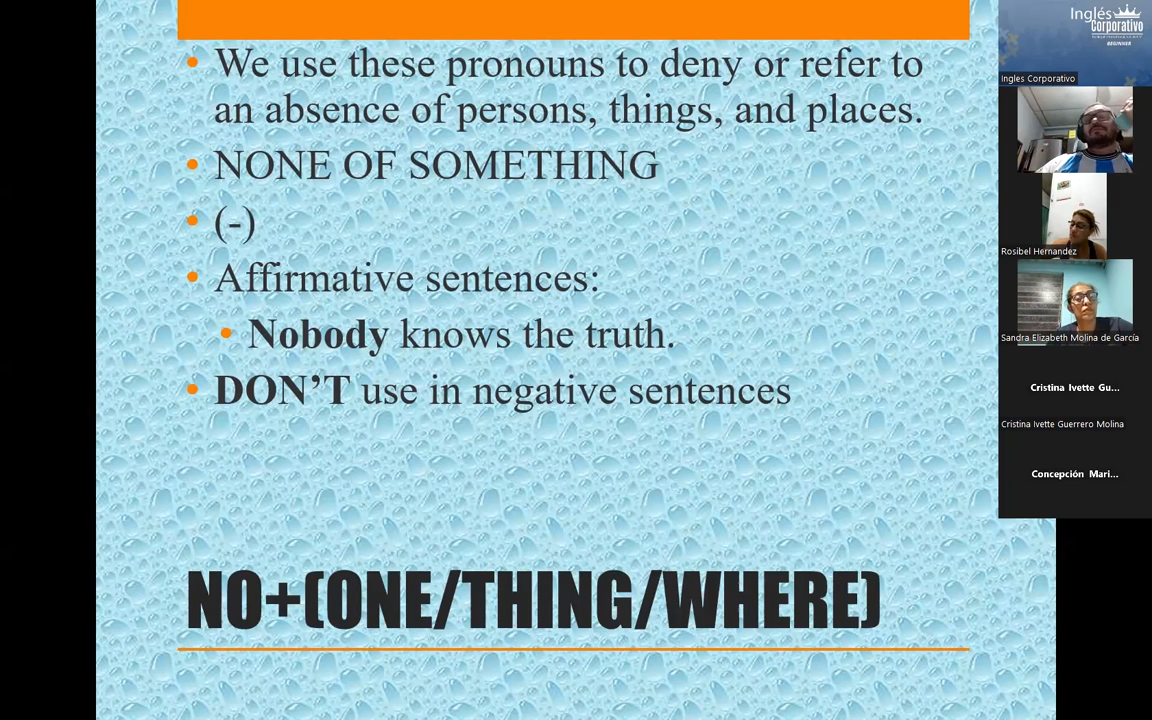 We use these pronouns to deny or refer to
an absence of persons, things, and places.
NONE OF SOMETHING
(-)
Affirmative sentences:
Nobody knows the truth.
DON'T use in negative sentences
NO+(ONE/THING/WHERE)
Inglés
Corporativo
BEGINNER
Ingles Corporativo
Rosibel Hernandez
Sandra Elizabeth Molina de García
Cristina Ivette Gu...
Cristina Ivette Guerrero Molina
Concepción Mari...